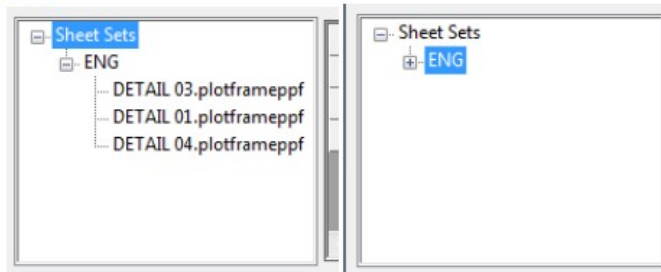 Sheet Sets
ENG
DETAIL 03.plotframeppf
DETAIL 01.plotframeppf
DETAIL 04.plotframeppf
Sheet Sets
ENG